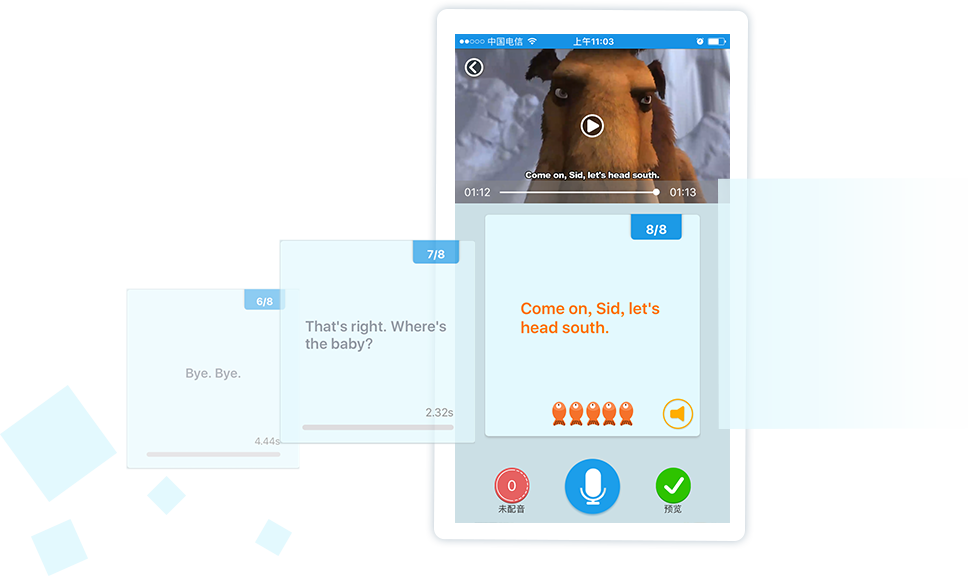 中国电信
上午11:03
Come on, Sid, let's head south.
01:12
01:13
8/8
Come on, Sid, let's
head south.
7/8
That's right. Where's
the baby?
2.32s
6/8
Bye. Bye.
4.44s
0
未配音
预览